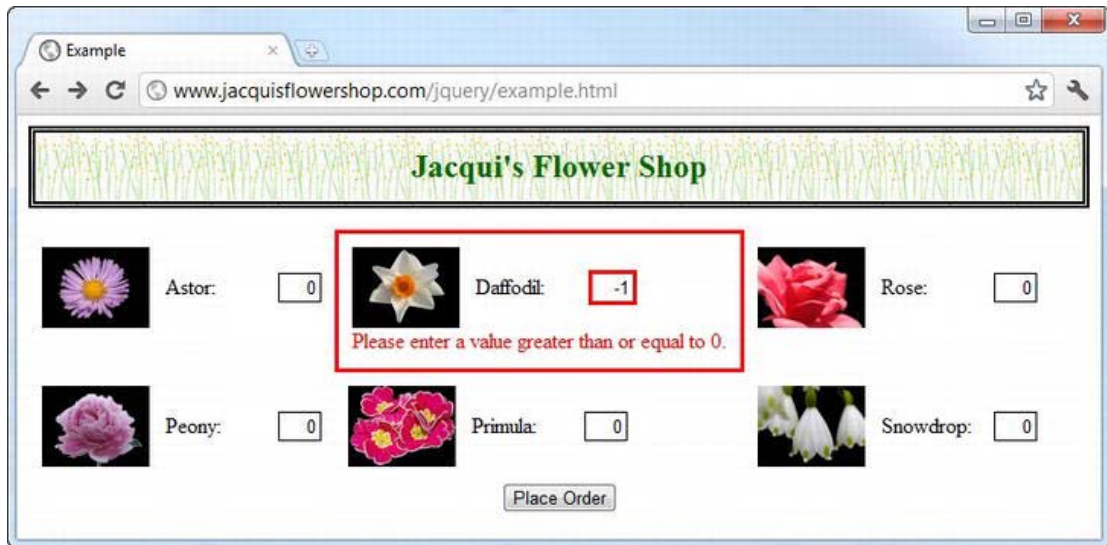 Example
www.jacquisflowershop.com/jquery/example.html
Jacqui's Flower Shop
Astor: 0
Daffodil: -1
Rose: 0
Please enter a value greater than or equal to 0.
Peony: 0
Primula: 0
Snowdrop: 0
Place Order